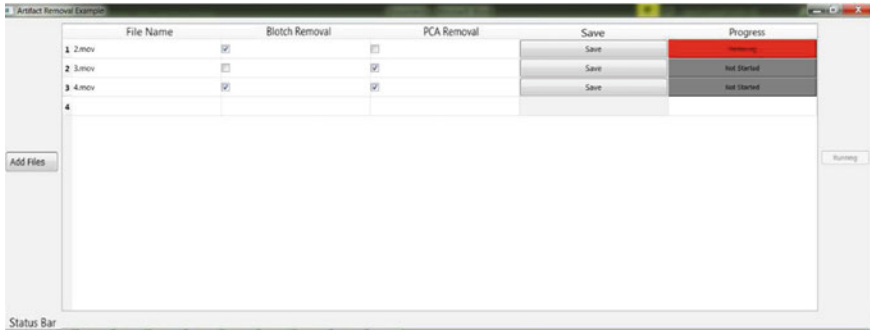 Artifact Removal Example
File Name Blotch Removal PCA Removal Save Progress
1 2.mov Save
2 3.mov Save Not Started
3 4.mov Save Not Started
4
Add Files
Running
Status Bar